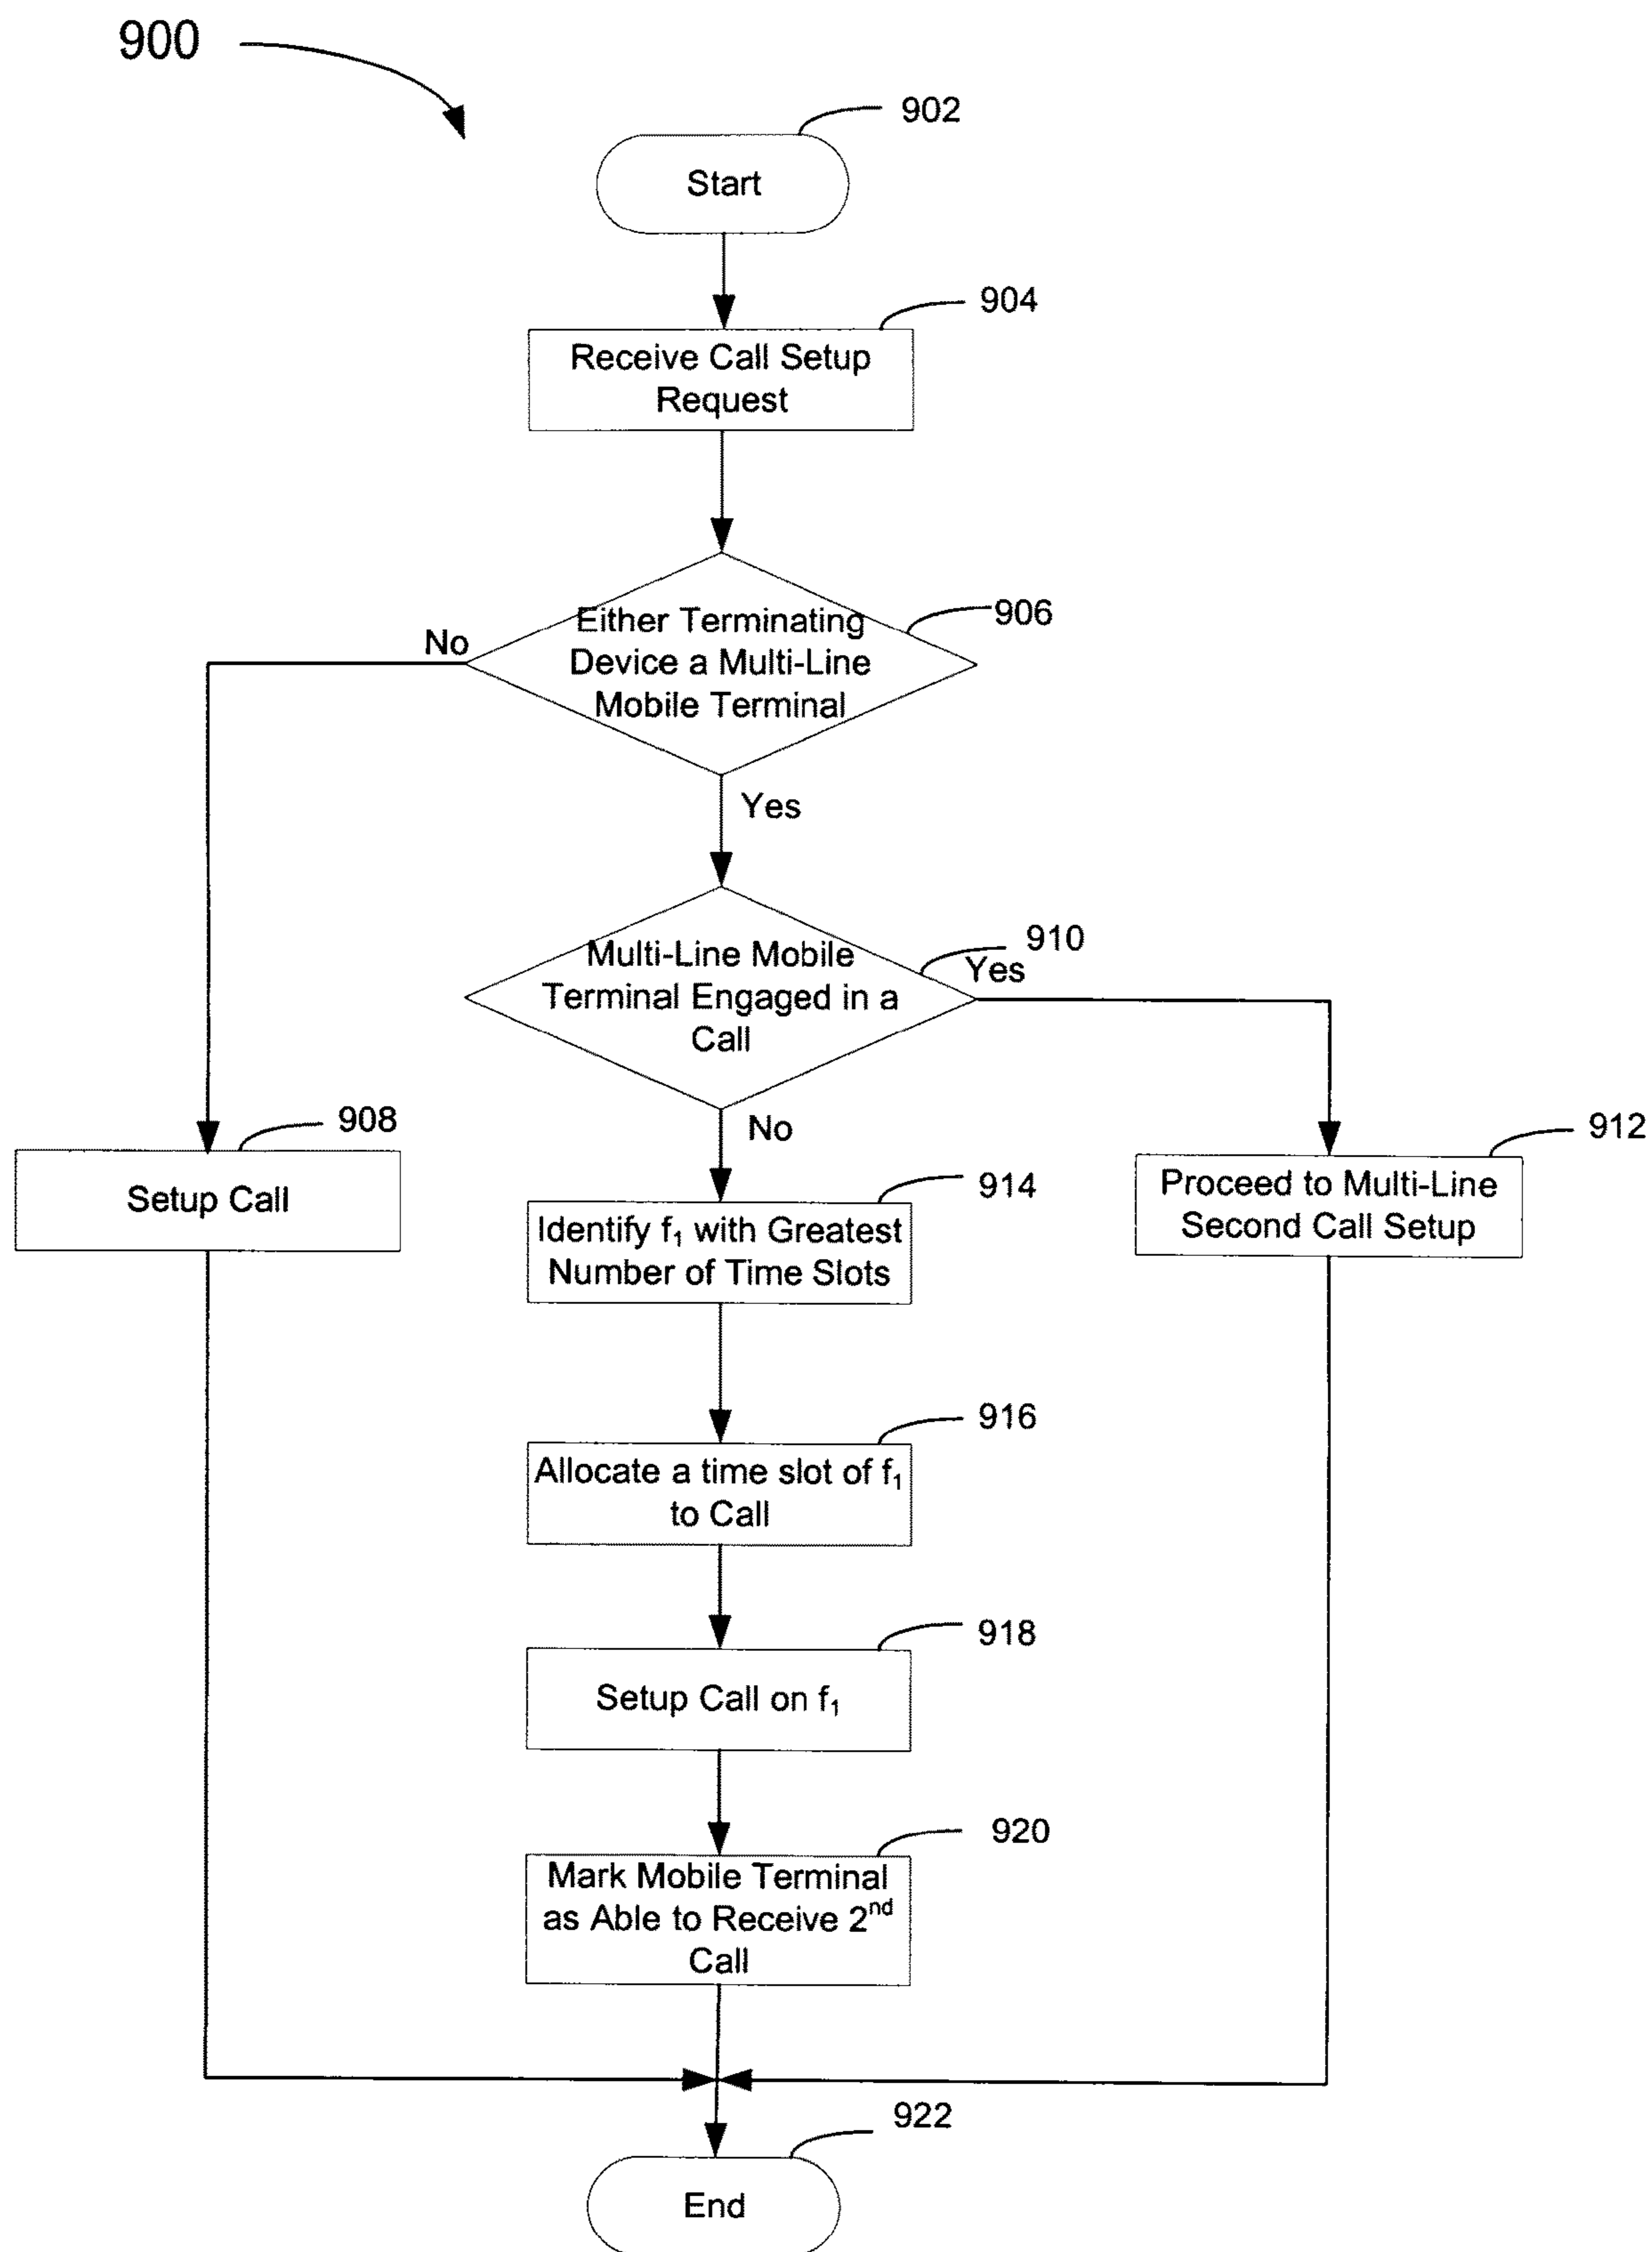 900
902
Start
904
Receive Call Setup
Request
906
Either Terminating
Device a Multi-Line
Mobile Terminal
No
Yes
910
Multi-Line Mobile
Terminal Engaged in a
Call
Yes
No
908
Setup Call
912
Proceed to Multi-Line
Second Call Setup
914
Identify f₁ with Greatest
Number of Time Slots
916
Allocate a time slot of f₁
to Call
918
Setup Call on f₁
920
Mark Mobile Terminal
as Able to Receive 2ⁿᵈ
Call
922
End